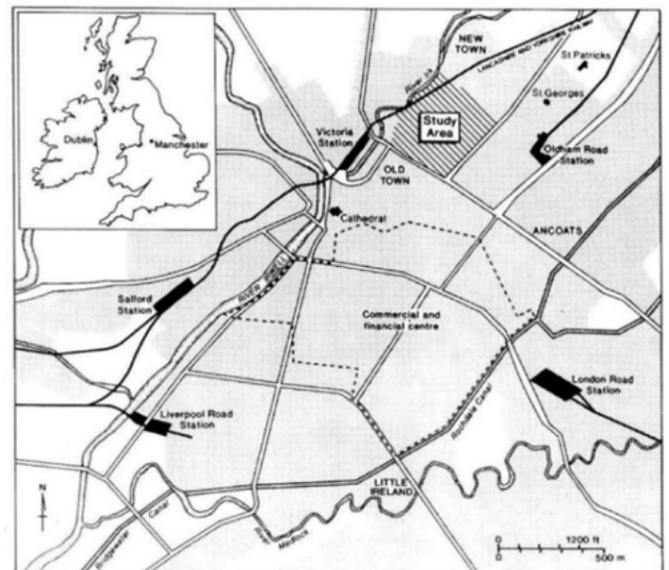 NEW
TOWN
LANCASHIRE AND YORKSHIRE RAILWAY
St Patricks
River Irk
St Georges
Victoria
Station
Study
Area
Dublin
Manchester
OLD
TOWN
Oldham Road
Station
Cathedral
ANCOATS
RIVER IRWELL
Salford
Station
Commercial and
financial centre
London Road
Station
Rochdale Canal
Liverpool Road
Station
N
LITTLE
IRELAND
Bridgewater Canal
River Medlock
0 1200 ft
0 500 m